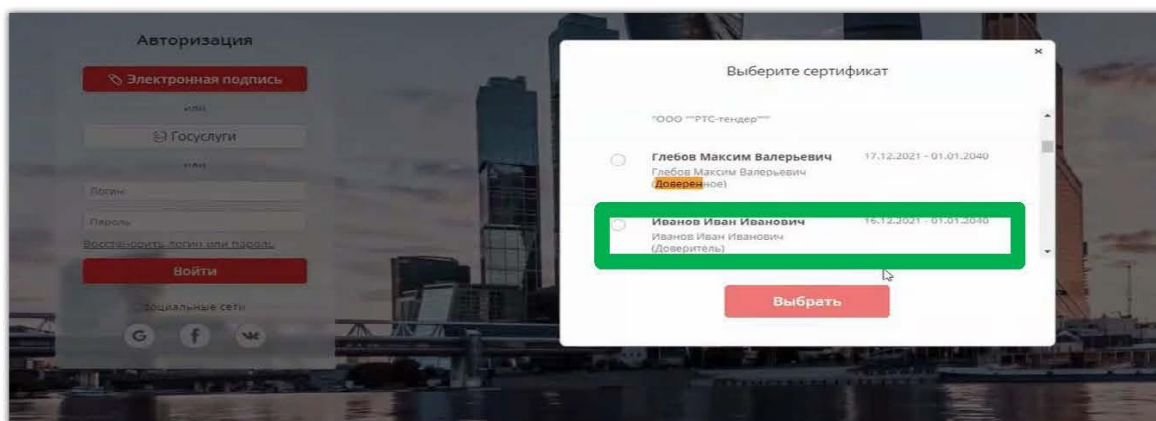 Авторизация
Электронная подпись
или
Госуслуги
или
Логин
Пароль
Восстановить логин или пароль
Войти
Социальные сети
G f
Выберите сертификат
"ООО ""РТС-тендер"""
Глебов Максим Валерьевич 17.12.2021 - 01.01.2040
Глебов Максим Валерьевич
(Доверенное)
Иванов Иван Иванович 16.12.2021 - 01.01.2040
Иванов Иван Иванович
(Доверитель)
Выбрать